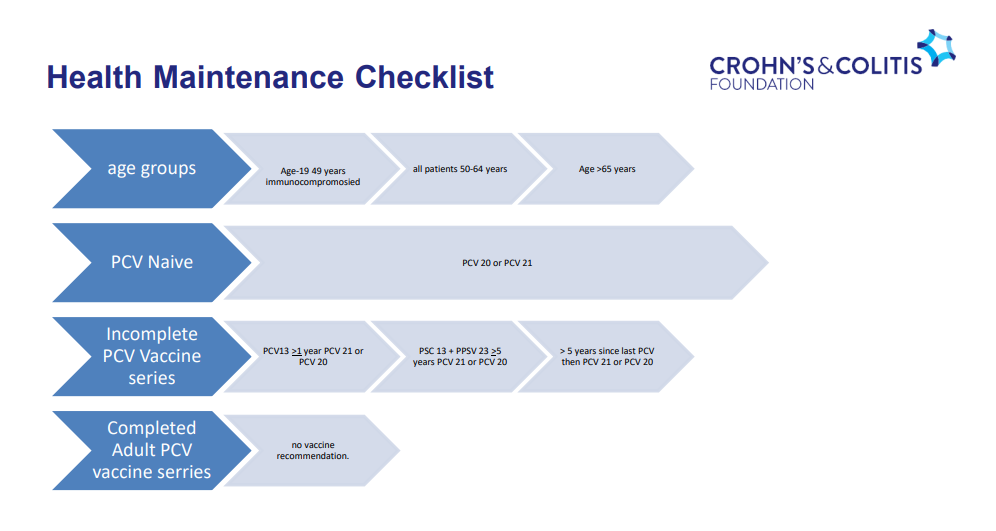 Health Maintenance Checklist
CROHN'S & COLITIS
FOUNDATION
age groups
Age-19 49 years
immunocompromosied
all patients 50-64 years
Age >65 years
PCV Naive
PCV 20 or PCV 21
Incomplete
PCV Vaccine
series
PCV13 >1 year PCV 21 or
PCV 20
PSC 13 + PPSV 23 >5
years PCV 21 or PCV 20
> 5 years since last PCV
then PCV 21 or PCV 20
Completed
Adult PCV
vaccine serries
no vaccine
recommendation.